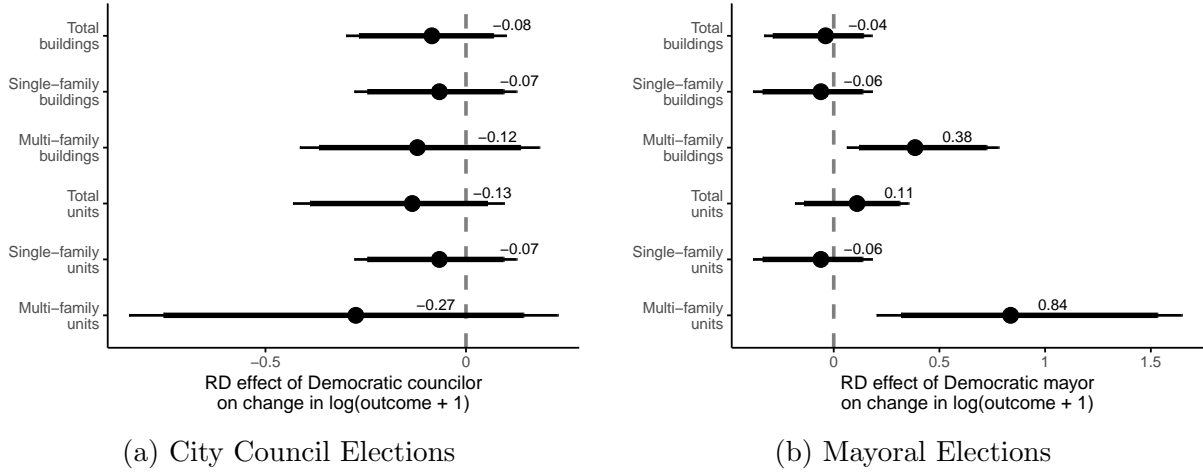 Total
buildings
Single−family
buildings
Multi−family
buildings
Total
units
Single−family
units
Multi−family
units
−0.08
−0.07
−0.12
−0.13
−0.07
−0.27
−0.5
0
RD effect of Democratic councilor
on change in log(outcome + 1)
(a) City Council Elections
Total
buildings
Single−family
buildings
Multi−family
buildings
Total
units
Single−family
units
Multi−family
units
−0.04
−0.06
0.38
0.11
−0.06
0.84
0
0.5
1
1.5
RD effect of Democratic mayor
on change in log(outcome + 1)
(b) Mayoral Elections